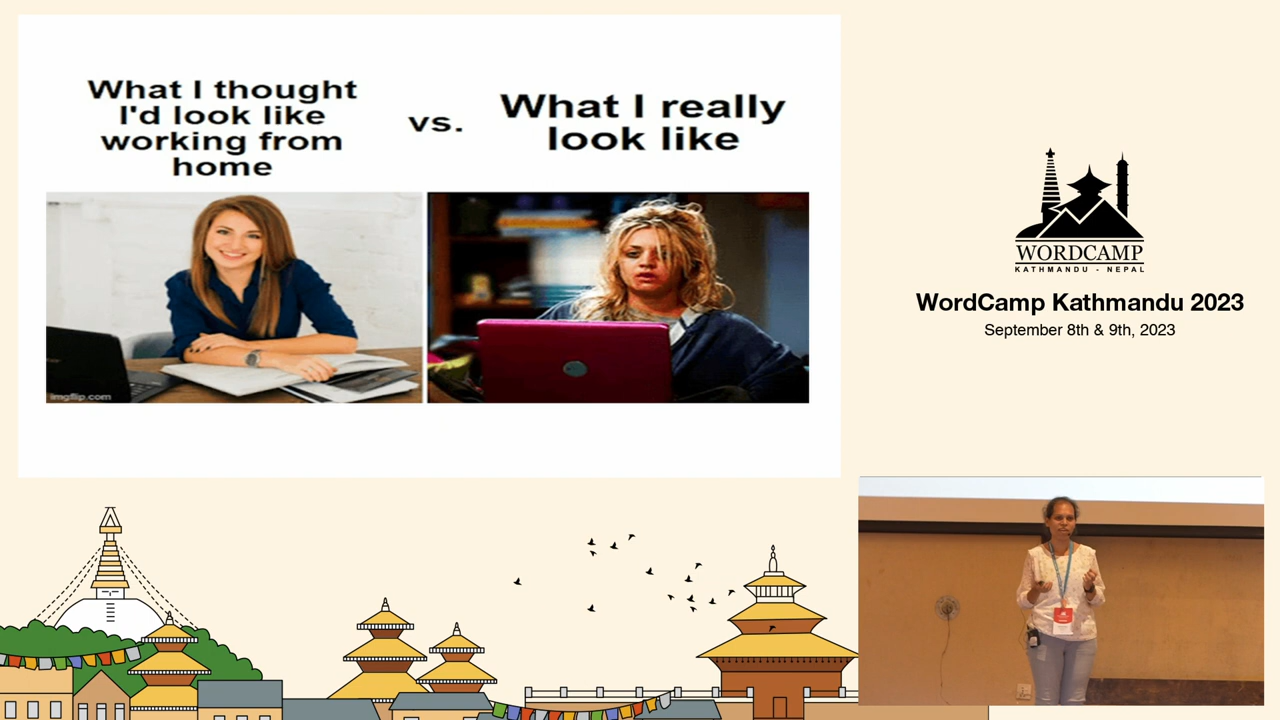 What I thought
I'd look like
working from
home
vs.
What I really
look like
imgflip.com
WORDCAMP
KATHMANDU - NEPAL
WordCamp Kathmandu 2023
September 8th & 9th, 2023